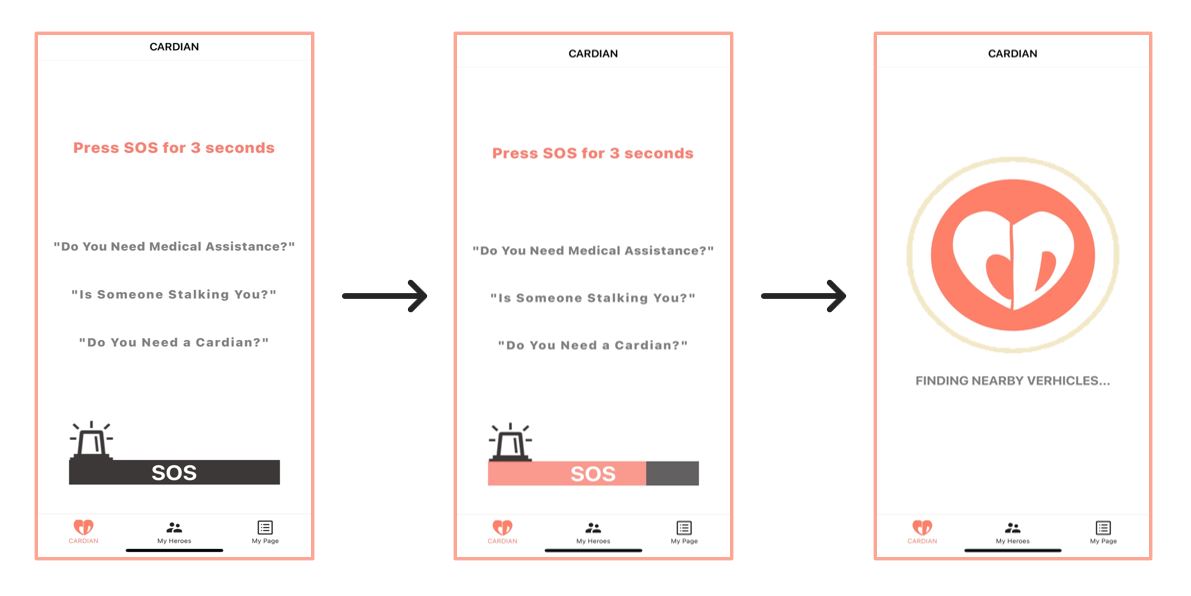 CARDIAN
Press SOS for 3 seconds
"Do You Need Medical Assistance?"
"Is Someone Stalking You?"
"Do You Need a Cardian?"
SOS
CARDIAN
My Heroes
My Page
CARDIAN
Press SOS for 3 seconds
"Do You Need Medical Assistance?"
"Is Someone Stalking You?"
"Do You Need a Cardian?"
SOS
CARDIAN
My Heroes
My Page
CARDIAN
FINDING NEARBY VERHICLES...
CARDIAN
My Heroes
My Page